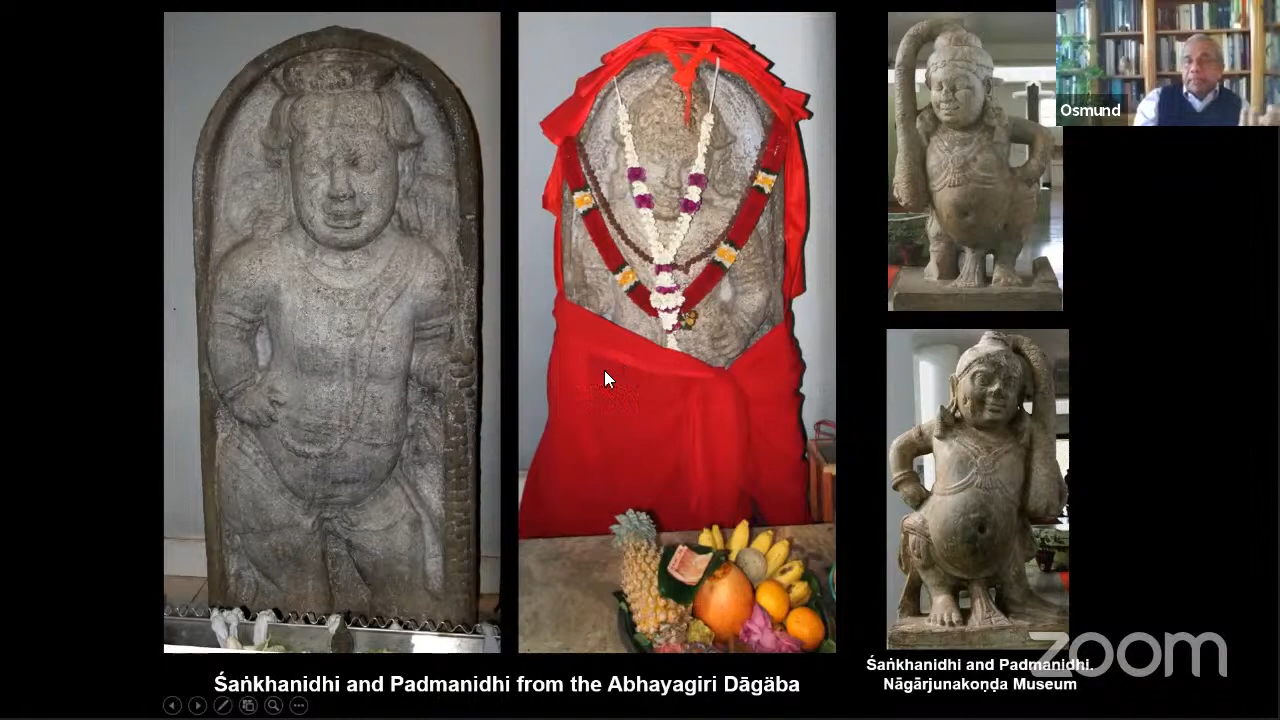 Osmund
Śaṅkhanidhi and Padmanidhi from the Abhayagiri Dāgäba
Śaṅkhanidhi and Padmanidhi.
Nāgārjunakoṇḍa Museum
zoom